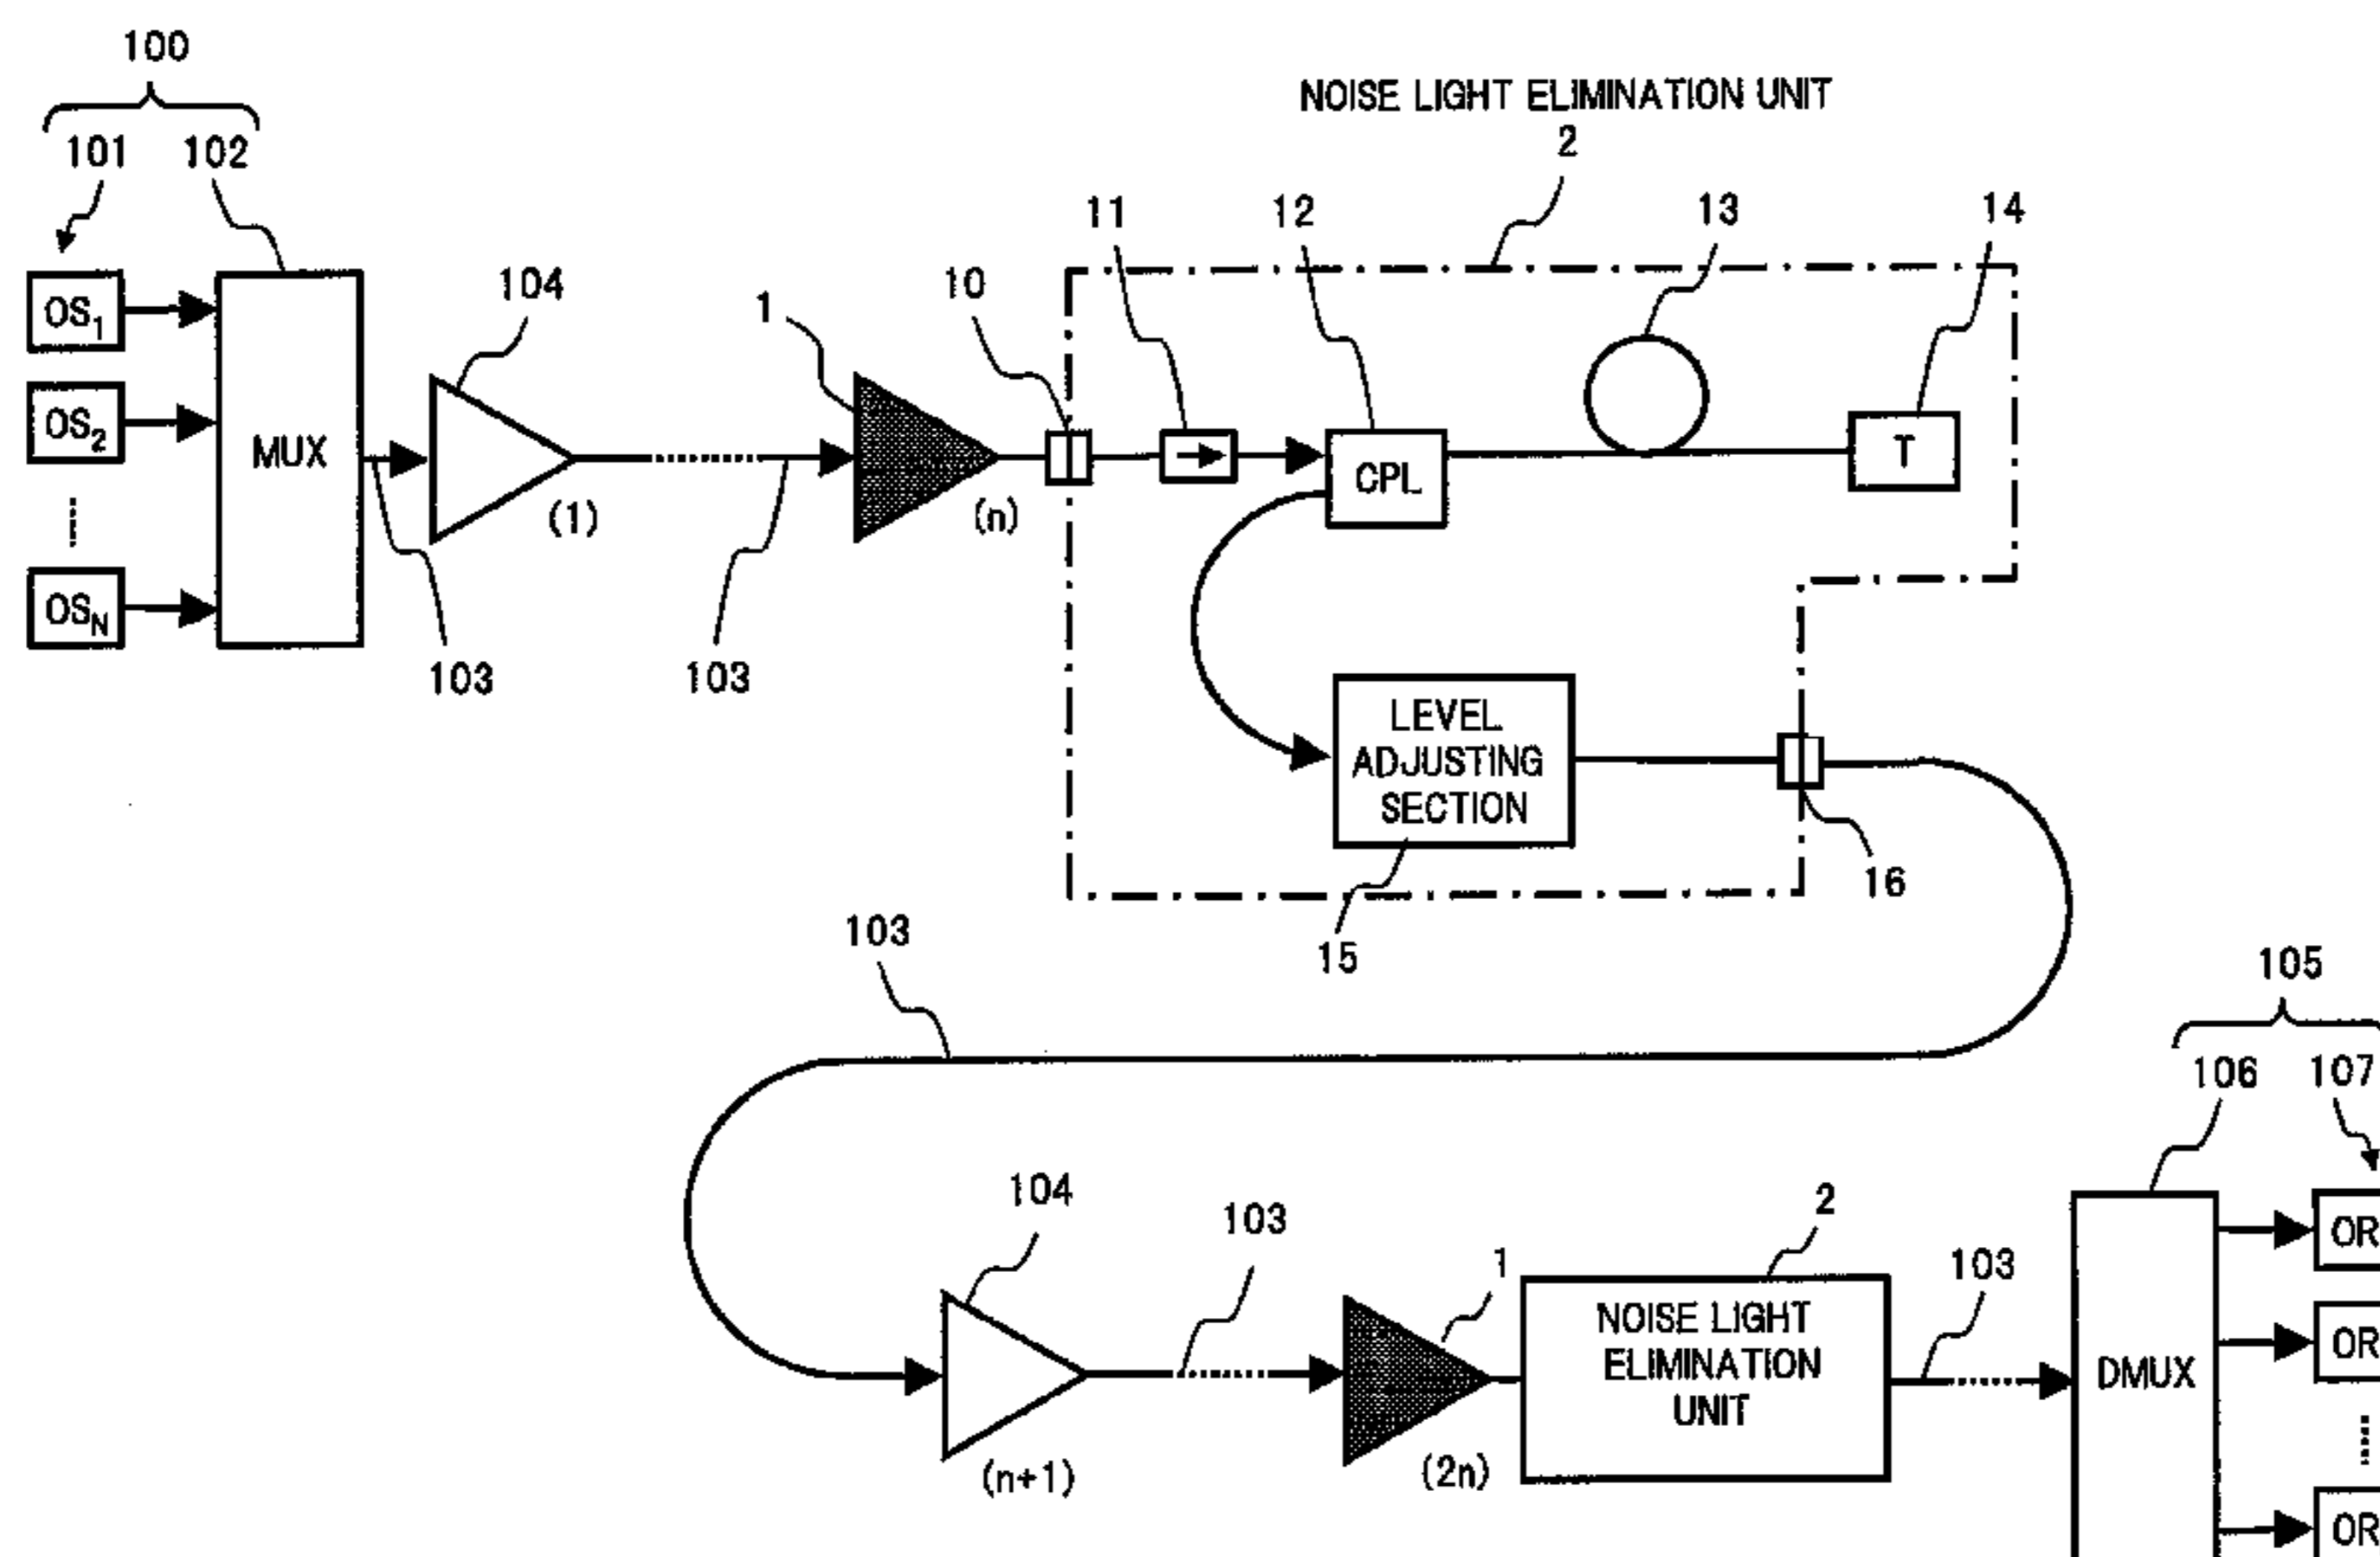 100
101 102
NOISE LIGHT ELIMINATION UNIT
2
11 12 13 14
104 10
1
OS1
OS2
OSN
MUX
(1)
(n)
CPL
T
103
103
LEVEL
ADJUSTING
SECTION
16
15
103
105
106 107
104
103
1
2
103
NOISE LIGHT
ELIMINATION
UNIT
DMUX
OR
OR
OR
(n+1)
(2n)